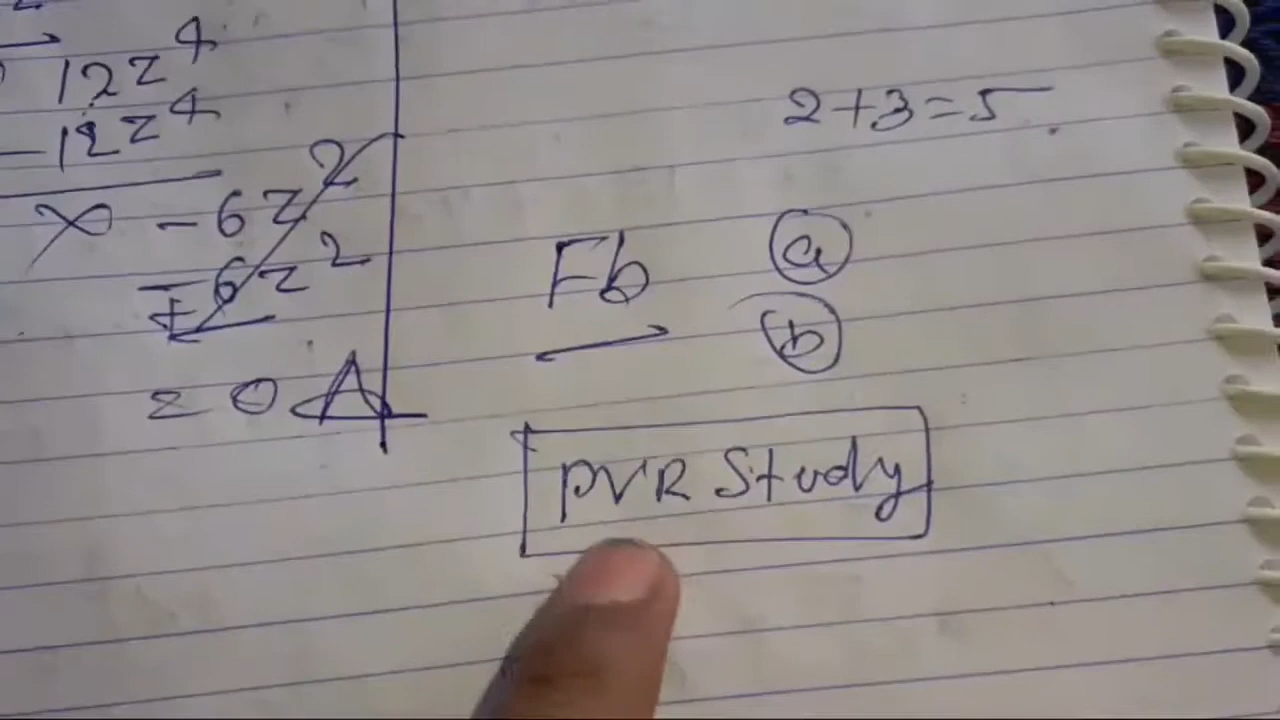 12z⁴
-12z⁴
× -6z²
-6z²
+
= 0 A
2+3=5
Fb
a
b
PVR Study